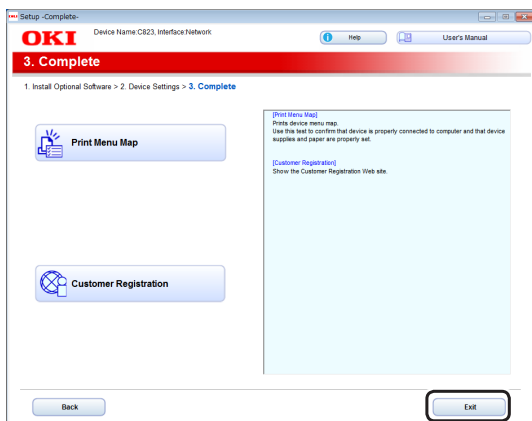 OKI Setup -Complete-
OKI
Device Name:C823, Interface:Network
Help
User's Manual
3. Complete
1. Install Optional Software > 2. Device Settings > 3. Complete
Print Menu Map
[Print Menu Map]
Prints device menu map.
Use this test to confirm that device is properly connected to computer and that device
supplies and paper are properly set.
[Customer Registration]
Show the Customer Registration Web site.
Customer Registration
Back
Exit